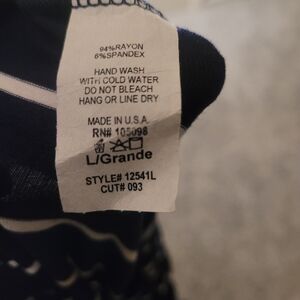 94%RAYON
6%SPANDEX
HAND WASH
WITH COLD WATER
DO NOT BLEACH
HANG OR LINE DRY
MADE IN U.S.A.
RN# 105098
L/Grande
STYLE# 12541L
CUT# 093